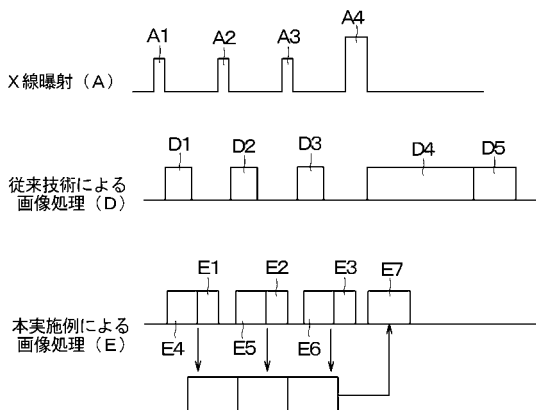 A1 A2 A3 A4
X線曝射(A)
D1 D2 D3 D4 D5
従来技術による
画像処理(D)
E1 E2 E3 E7
本実施例による
画像処理(E)
E4 E5 E6